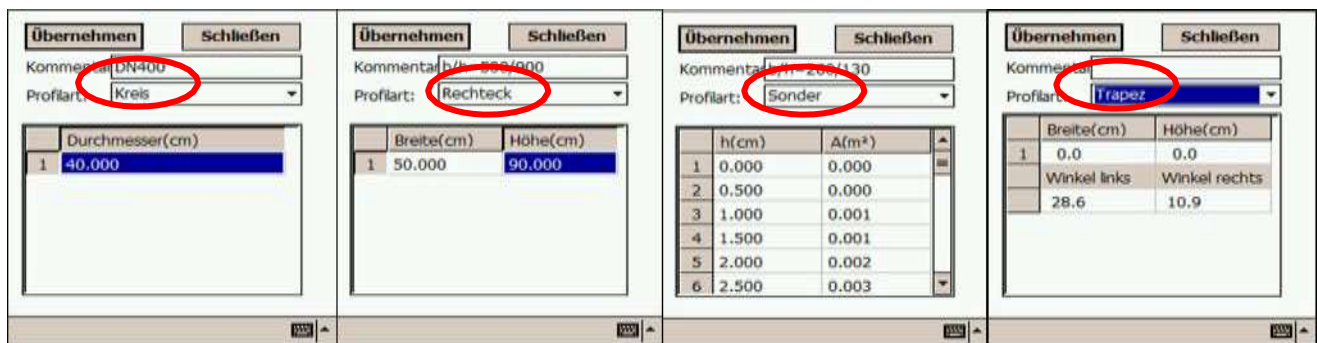 Übernehmen Schließen
Kommentar DN400
Profilart: Kreis
Durchmesser(cm)
1 40.000
Übernehmen Schließen
Kommentar b/h=500/900
Profilart: Rechteck
Breite(cm) Höhe(cm)
1 50.000 90.000
Übernehmen Schließen
Kommentar b/h=200/130
Profilart: Sonder
h(cm) A(m²)
1 0.000 0.000
2 0.500 0.000
3 1.000 0.001
4 1.500 0.001
5 2.000 0.002
6 2.500 0.003
Übernehmen Schließen
Kommentar
Profilart: Trapez
Breite(cm) Höhe(cm)
1 0.0 0.0
Winkel links Winkel rechts
28.6 10.9